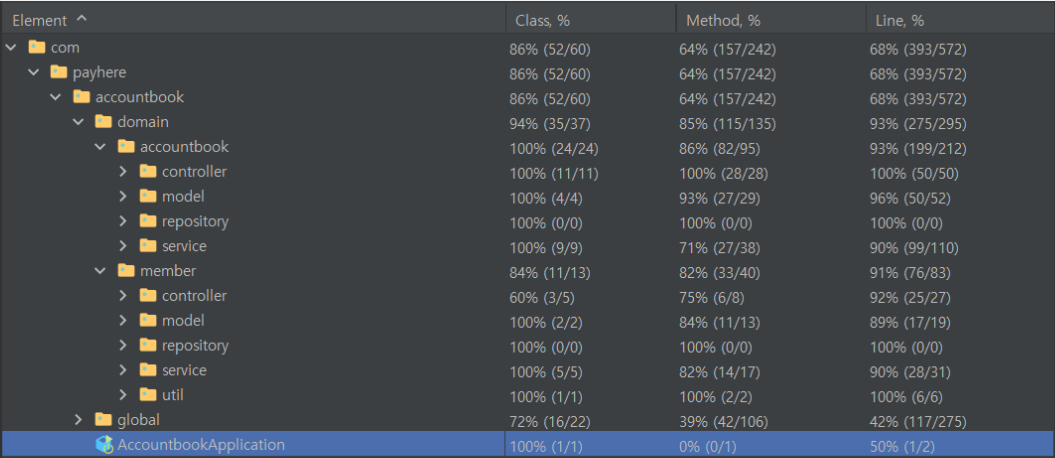 Element Class, % Method, % Line, %
com 86% (52/60) 64% (157/242) 68% (393/572)
payhere 86% (52/60) 64% (157/242) 68% (393/572)
accountbook 86% (52/60) 64% (157/242) 68% (393/572)
domain 94% (35/37) 85% (115/135) 93% (275/295)
accountbook 100% (24/24) 86% (82/95) 93% (199/212)
controller 100% (11/11) 100% (28/28) 100% (50/50)
model 100% (4/4) 93% (27/29) 96% (50/52)
repository 100% (0/0) 100% (0/0) 100% (0/0)
service 100% (9/9) 71% (27/38) 90% (99/110)
member 84% (11/13) 82% (33/40) 91% (76/83)
controller 60% (3/5) 75% (6/8) 92% (25/27)
model 100% (2/2) 84% (11/13) 89% (17/19)
repository 100% (0/0) 100% (0/0) 100% (0/0)
service 100% (5/5) 82% (14/17) 90% (28/31)
util 100% (1/1) 100% (2/2) 100% (6/6)
global 72% (16/22) 39% (42/106) 42% (117/275)
AccountbookApplication 100% (1/1) 0% (0/1) 50% (1/2)